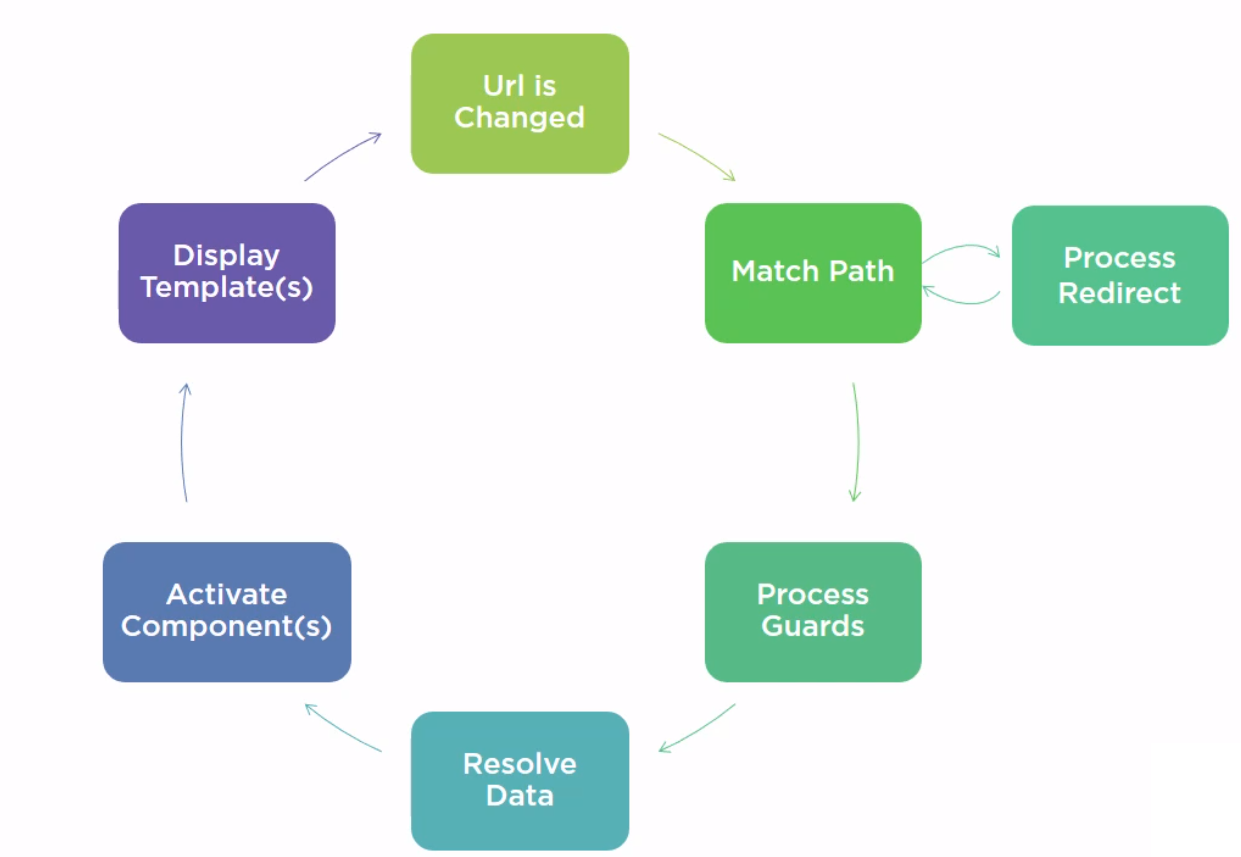 Url is
Changed
Match Path
Process
Redirect
Process
Guards
Resolve
Data
Activate
Component(s)
Display
Template(s)